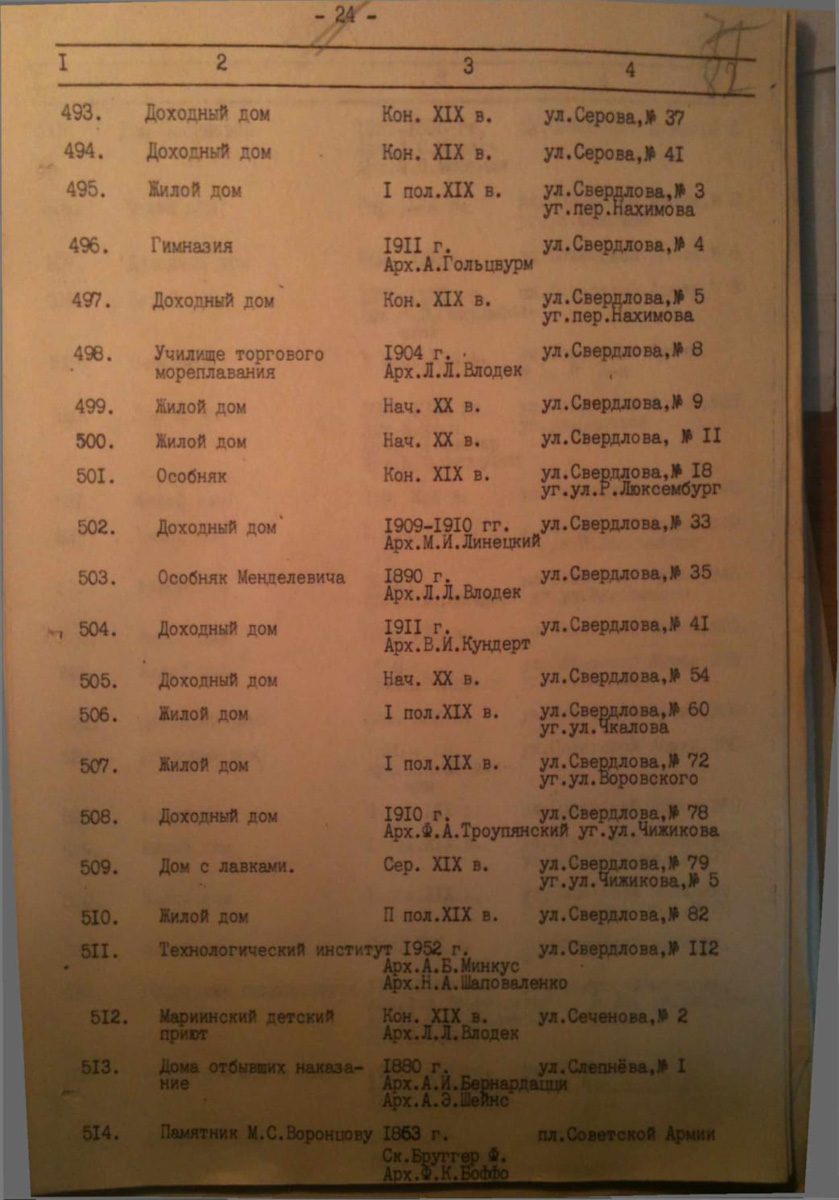 - 24 -
I 2 3 4
493. Доходный дом Кон. XIX в. ул.Серова,№ 37
494. Доходный дом Кон. XIX в. ул.Серова,№ 4I
495. Жилой дом I пол.XIX в. ул.Свердлова,№ 3
уг.пер.Нахимова
496. Гимназия I9II г. ул.Свердлова,№ 4
Арх.А.Гольцвурм
497. Доходный дом Кон. XIX в. ул.Свердлова,№ 5
уг.пер.Нахимова
498. Училище торгового I904 г. ул.Свердлова,№ 8
мореплавания Арх.Л.Л.Влодек
499. Жилой дом Нач. XX в. ул.Свердлова,№ 9
500. Жилой дом Нач. XX в. ул.Свердлова, № II
50I. Особняк Кон. XIX в. ул.Свердлова,№ I8
уг.ул.Р.Люксембург
502. Доходный дом I909-I9I0 гг. ул.Свердлова,№ 33
Арх.М.И.Линецкий
503. Особняк Менделевича I890 г. ул.Свердлова,№ 35
Арх.Л.Л.Влодек
504. Доходный дом I9II г. ул.Свердлова,№ 4I
Арх.В.И.Кундерт
505. Доходный дом Нач. XX в. ул.Свердлова,№ 54
506. Жилой дом I пол.XIX в. ул.Свердлова,№ 60
уг.ул.Чкалова
507. Жилой дом I пол.XIX в. ул.Свердлова,№ 72
уг.ул.Воровского
508. Доходный дом I9I0 г. ул.Свердлова,№ 78
Арх.Ф.А.Троупянский уг.ул.Чижикова
509. Дом с лавками. Сер. XIX в. ул.Свердлова,№ 79
уг.ул.Чижикова,№ 5
5I0. Жилой дом П пол.XIX в. ул.Свердлова,№ 82
5II. Технологический институт I952 г. ул.Свердлова,№ II2
Арх.А.Б.Минкус
Арх.Н.А.Шаповаленко
5I2. Мариинский детский Кон. XIX в. ул.Сеченова,№ 2
приют Арх.Л.Л.Влодек
5I3. Дома отбывших наказа- I880 г. ул.Слепнёва,№ I
ние Арх.А.И.Бернардацци
Арх.А.Э.Шейнс
5I4. Памятник М.С.Воронцову I863 г. пл.Советской Армии
Ск.Бруггер Ф.
Арх.Ф.К.Боффо